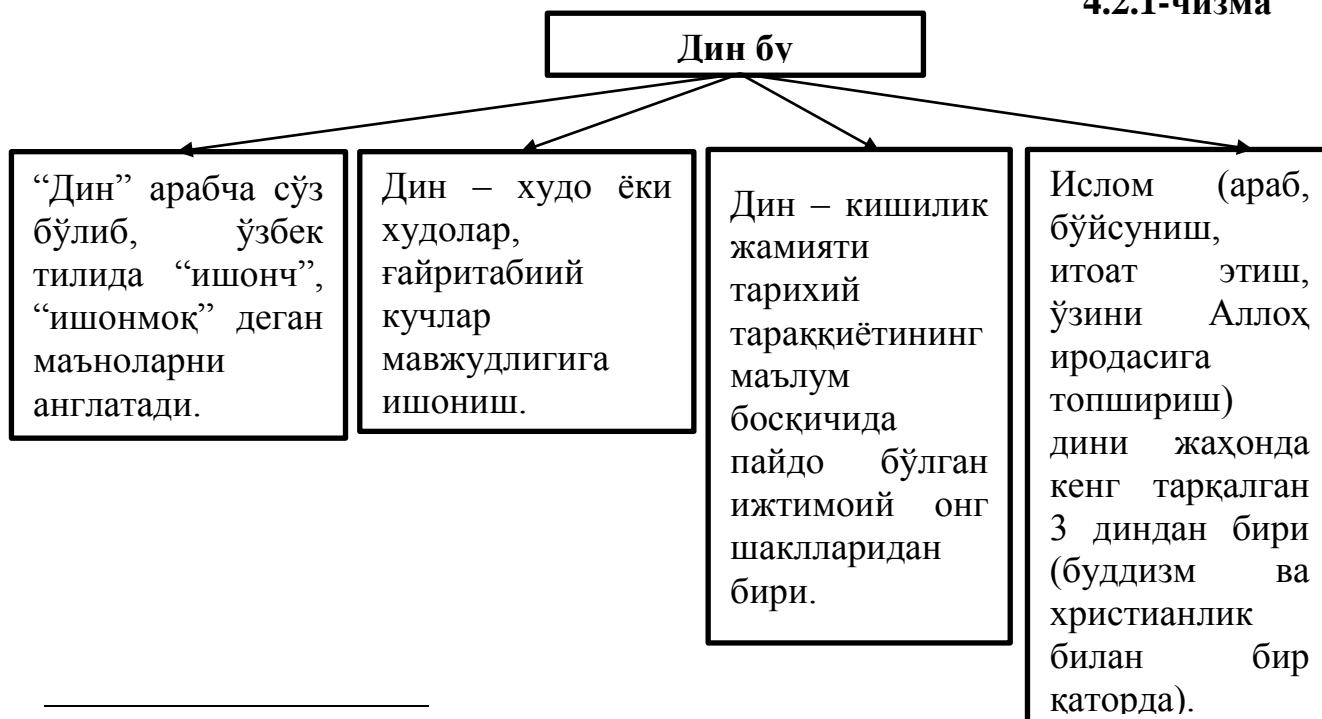 4.2.1-чизма
Дин бу
“Дин” арабча сўз
бўлиб, ўзбек
тилида “ишонч”,
“ишонмоқ” деган
маъноларни
англатади.
Дин – худо ёки
худолар,
ғайритабиий
кучлар
мавжудлигига
ишониш.
Дин – кишилик
жамияти
тарихий
тараққиётининг
маълум
босқичида
пайдо бўлган
ижтимоий онг
шаклларидан
бири.
Ислом (араб,
бўйсуниш,
итоат этиш,
ўзини Аллоҳ
иродасига
топшириш)
дини жаҳонда
кенг тарқалган
3 диндан бири
(буддизм ва
христианлик
билан бир
қаторда).